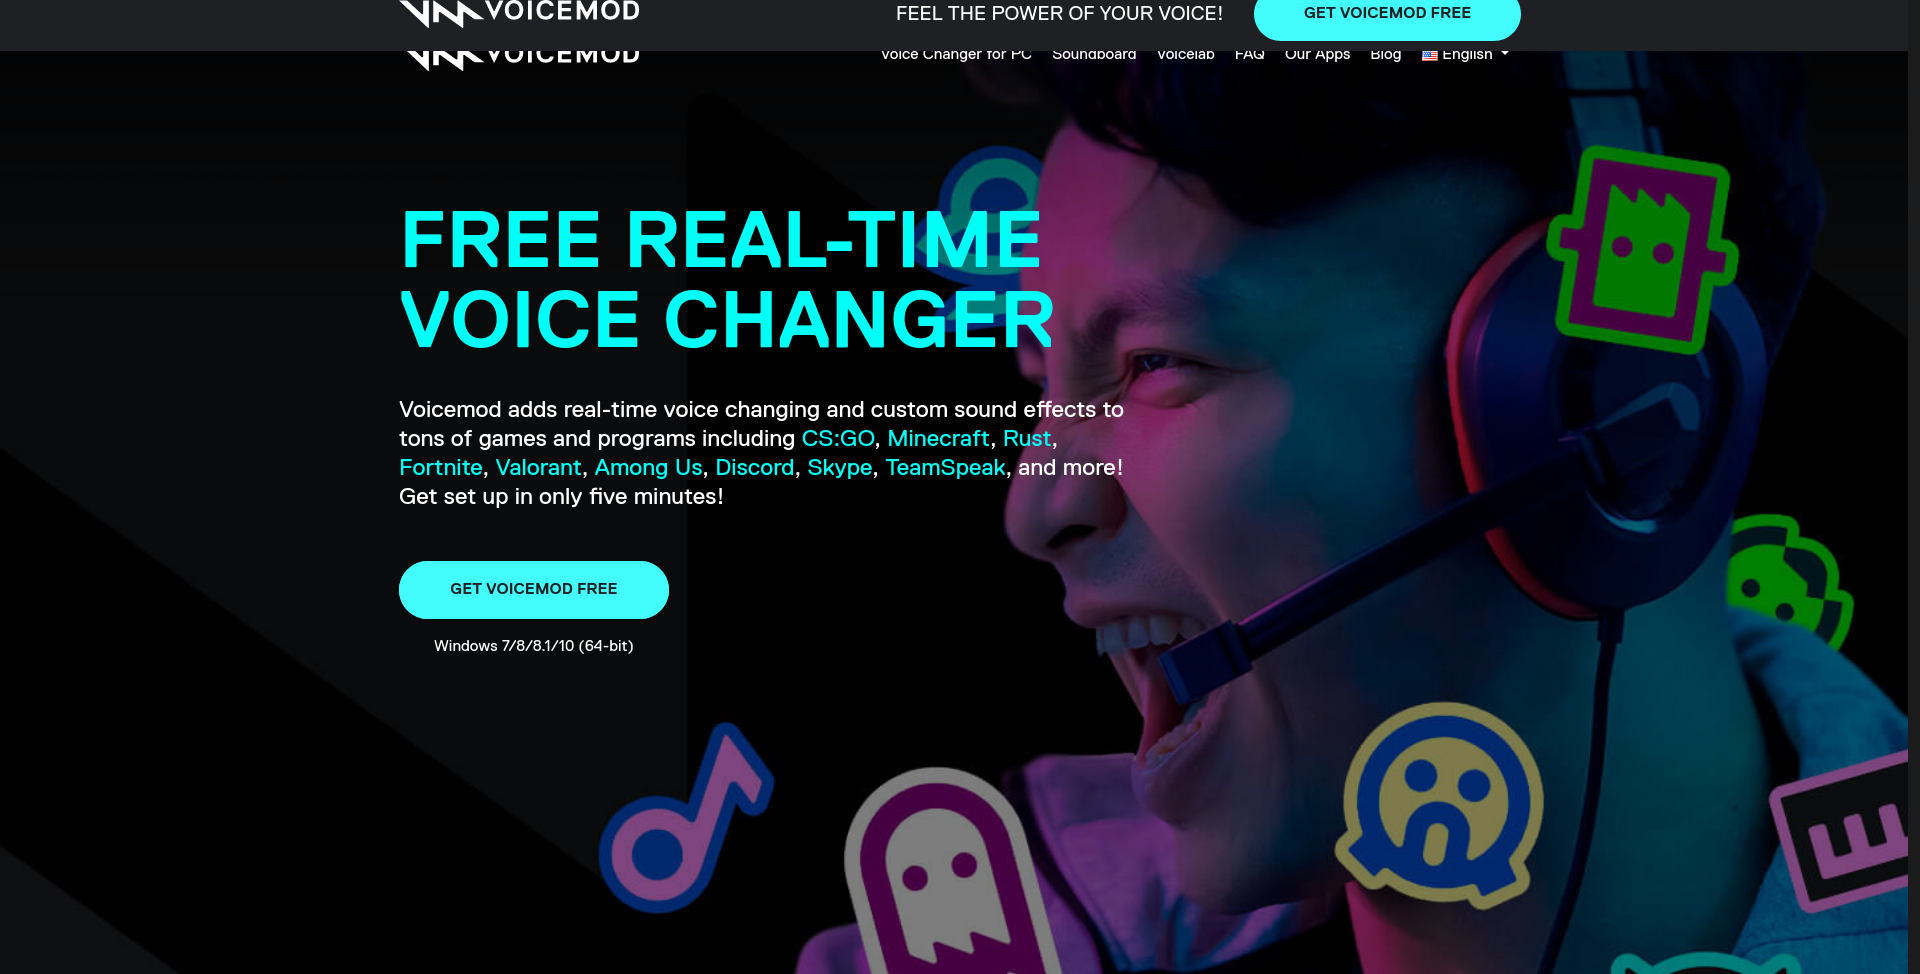 VOICEMOD
FEEL THE POWER OF YOUR VOICE!
GET VOICEMOD FREE
VOICEMOD
Voice Changer for PC
Soundboard
Voicelab
FAQ
Our Apps
Blog
English
FREE REAL-TIME
VOICE CHANGER
Voicemod adds real-time voice changing and custom sound effects to
tons of games and programs including CS:GO, Minecraft, Rust,
Fortnite, Valorant, Among Us, Discord, Skype, TeamSpeak, and more!
Get set up in only five minutes!
GET VOICEMOD FREE
Windows 7/8/8.1/10 (64-bit)